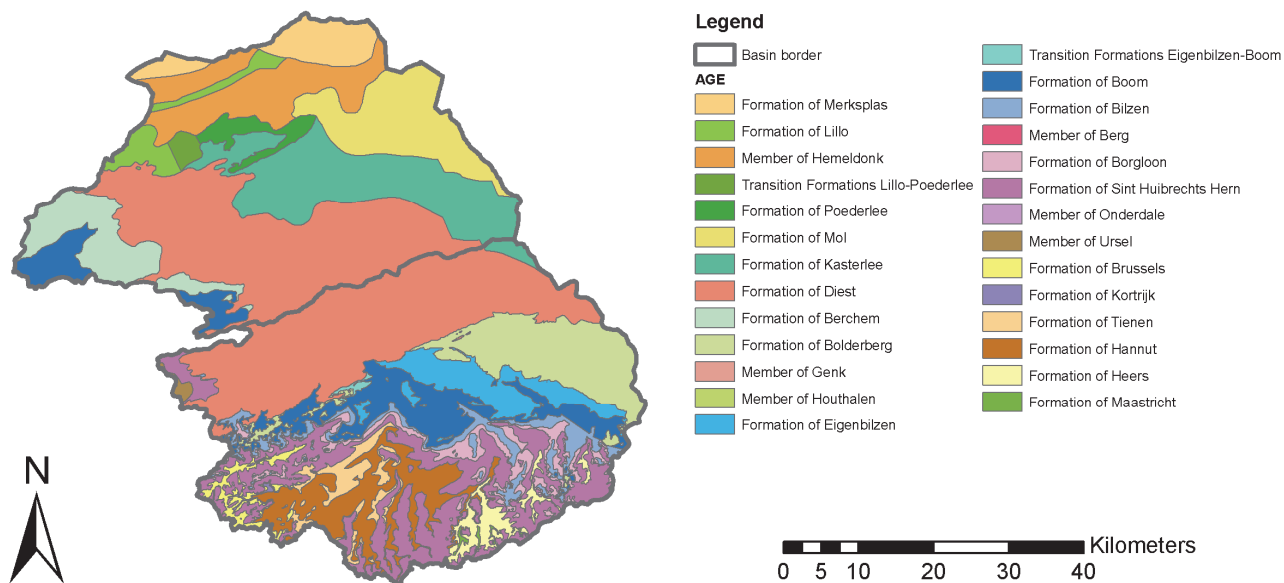 Legend
Basin border
AGE
Formation of Merksplas
Formation of Lillo
Member of Hemeldonk
Transition Formations Lillo-Poederlee
Formation of Poederlee
Formation of Mol
Formation of Kasterlee
Formation of Diest
Formation of Berchem
Formation of Bolderberg
Member of Genk
Member of Houthalen
Formation of Eigenbilzen
Transition Formations Eigenbilzen-Boom
Formation of Boom
Formation of Bilzen
Member of Berg
Formation of Borgloon
Formation of Sint Huibrechts Hern
Member of Onderdale
Member of Ursel
Formation of Brussels
Formation of Kortrijk
Formation of Tienen
Formation of Hannut
Formation of Heers
Formation of Maastricht
N
Kilometers
0 5 10 20 30 40